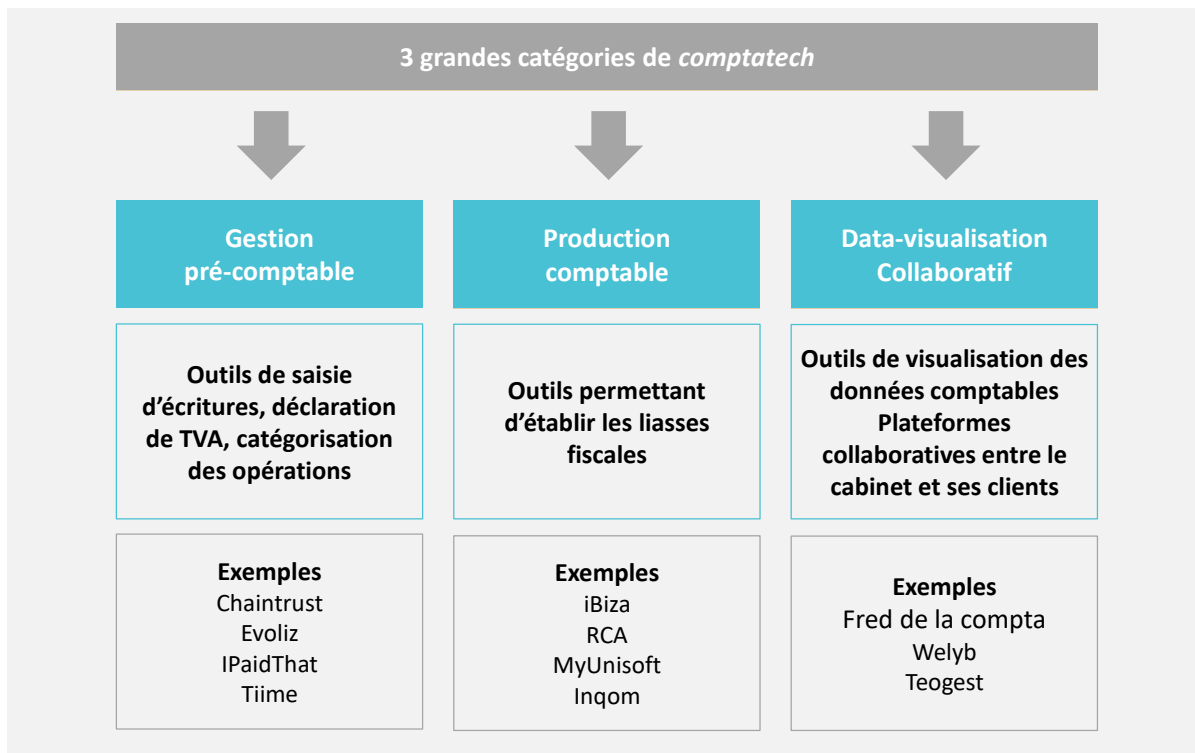 3 grandes catégories de comptatech
Gestion
pré-comptable
Production
comptable
Data-visualisation
Collaboratif
Outils de saisie
d’écritures, déclaration
de TVA, catégorisation
des opérations
Outils permettant
d’établir les liasses
fiscales
Outils de visualisation des
données comptables
Plateformes
collaboratives entre le
cabinet et ses clients
Exemples
Chaintrust
Evoliz
IPaidThat
Tiime
Exemples
iBiza
RCA
MyUnisoft
Inqom
Exemples
Fred de la compta
Welyb
Teogest